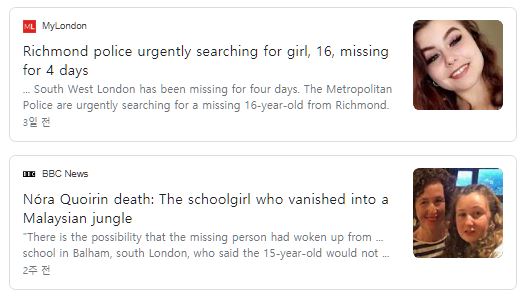 ML MyLondon
Richmond police urgently searching for girl, 16, missing
for 4 days
... South West London has been missing for four days. The Metropolitan
Police are urgently searching for a missing 16-year-old from Richmond.
3일 전
BBC BBC News
Nóra Quoirin death: The schoolgirl who vanished into a
Malaysian jungle
"There is the possibility that the missing person had woken up from ...
school in Balham, south London, who said the 15-year-old would not ...
2주 전